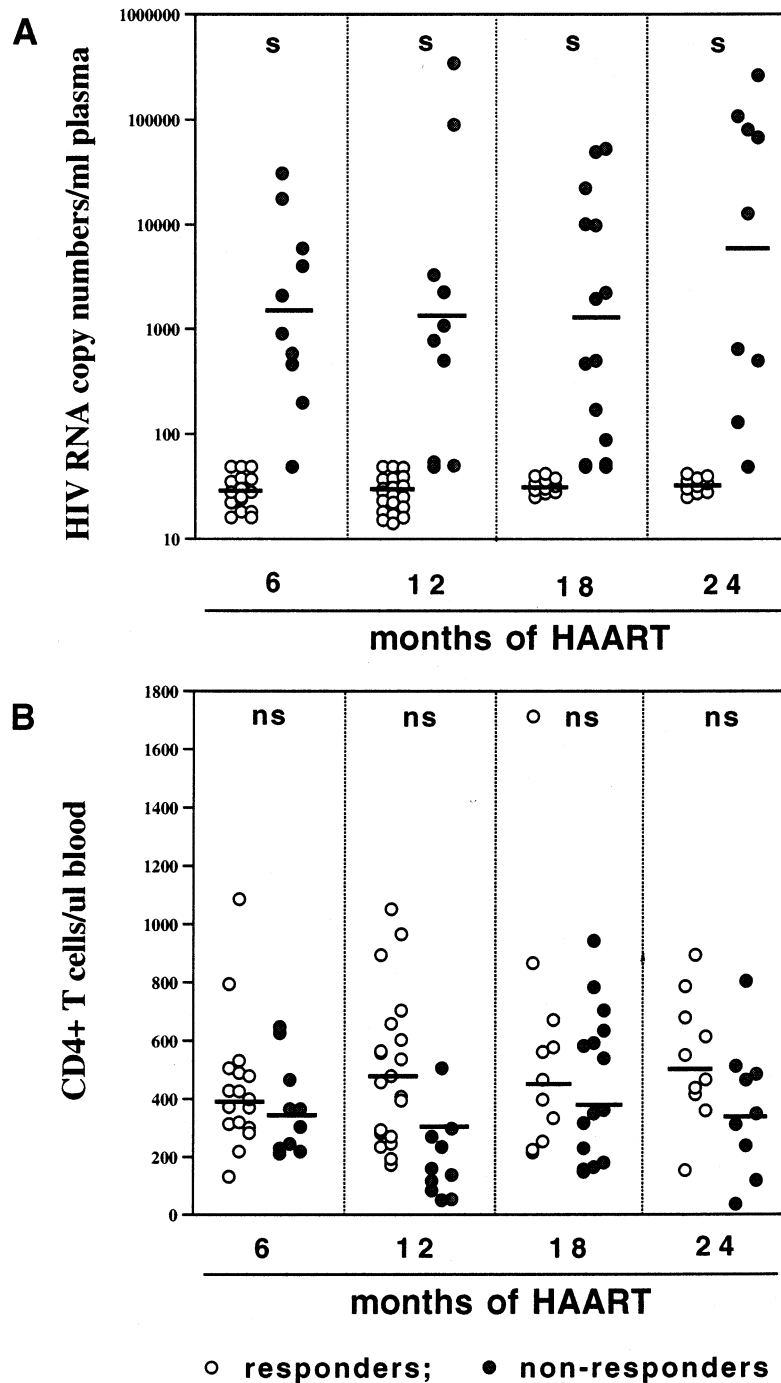 A
HIV RNA copy numbers/ml plasma
1000000
100000
10000
1000
100
10
s s s s
6 12 18 24
months of HAART
B
CD4+ T cells/ul blood
1800
1600
1400
1200
1000
800
600
400
200
0
ns ns ns ns
6 12 18 24
months of HAART
responders; non-responders